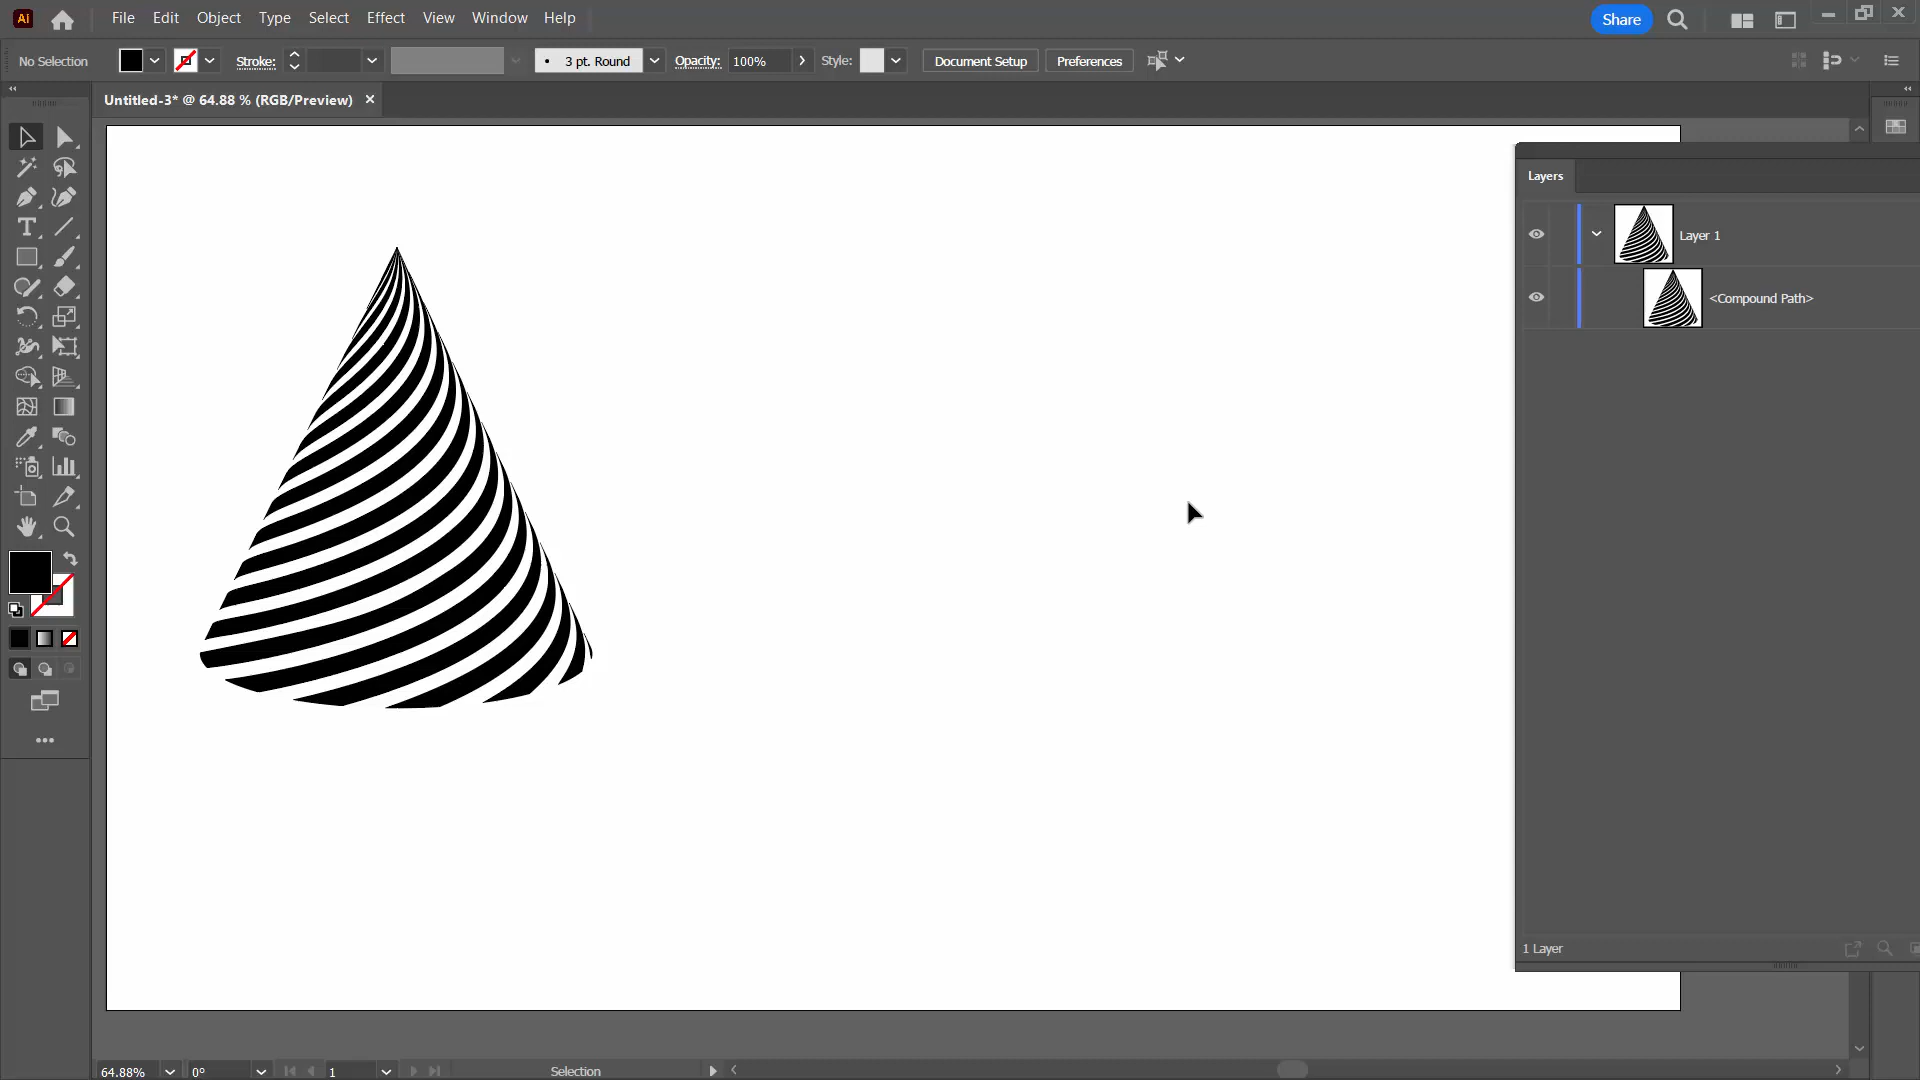 Ai File Edit Object Type Select Effect View Window Help Share
No Selection Stroke: 3 pt. Round Opacity: 100% Style: Document Setup Preferences
Untitled-3* @ 64.88 % (RGB/Preview)
Layers
Layer 1
<Compound Path>
1 Layer
64.88% 0° 1 Selection